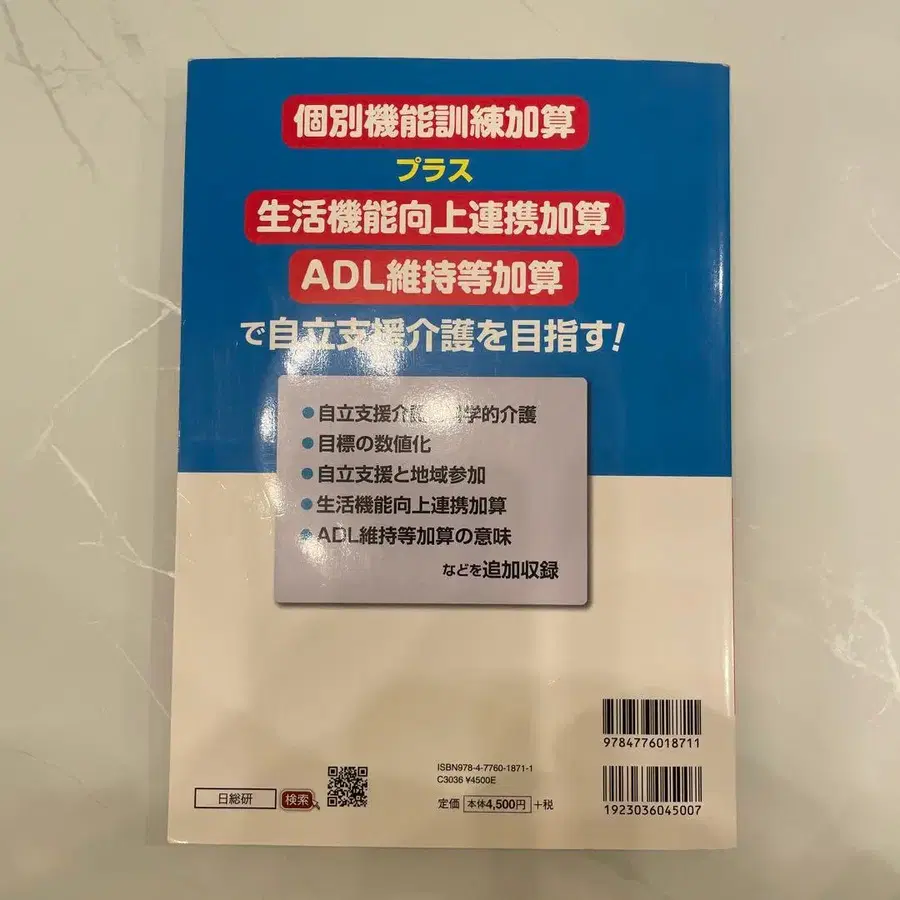 個別機能訓練加算
プラス
生活機能向上連携加算
ADL維持等加算
で自立支援介護を目指す!
●自立支援介護 学的介護
●目標の数値化
●自立支援と地域参加
●生活機能向上連携加算
●ADL維持等加算の意味
などを追加収録
9784776018711
ISBN978-4-7760-1871-1
C3036 ¥4500E
日総研 検索
定価 本体4,500円 +税
1923036045007